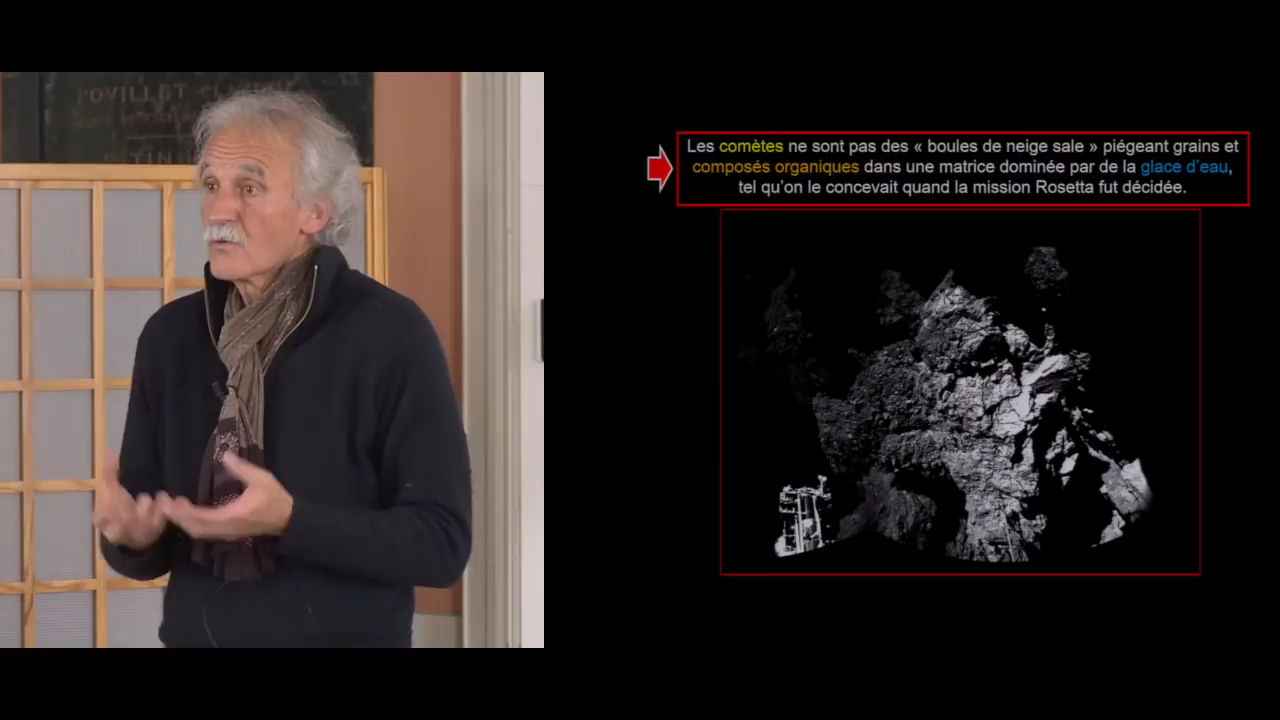 Les comètes ne sont pas des « boules de neige sale » piégeant grains et
composés organiques dans une matrice dominée par de la glace d'eau,
tel qu'on le concevait quand la mission Rosetta fut décidée.